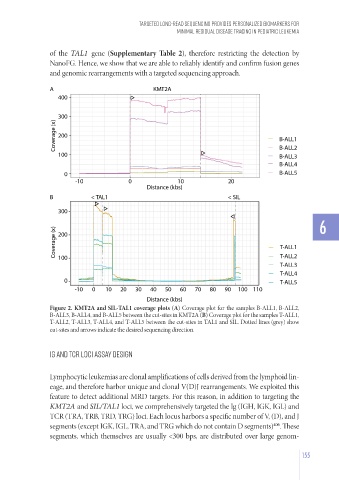 TARGETED LONG-READ SEQUENCING PROVIDES PERSONALIZED BIOMARKERS FOR
MINIMAL RESIDUAL DISEASE TRACING IN PEDIATRIC LEUKEMIA
of the TAL1 gene (Supplementary Table 2), therefore restricting the detection by
NanoFG. Hence, we show that we are able to reliably identify and confirm fusion genes
and genomic rearrangements with a targeted sequencing approach.
A
KMT2A
400
300
200
100
0
Coverage (x)
-10 0 10 20
Distance (kbs)
B-ALL1
B-ALL2
B-ALL3
B-ALL4
B-ALL5
B
< TAL1
< SIL
300
200
100
0
Coverage (x)
-10 0 10 20 30 40 50 60 70 80 90 100 110
Distance (kbs)
T-ALL1
T-ALL2
T-ALL3
T-ALL4
T-ALL5
6
Figure 2. KMT2A and SIL-TAL1 coverage plots (A) Coverage plot for the samples B-ALL1, B-ALL2,
B-ALL3, B-ALL4, and B-ALL5 between the cut-sites in KMT2A (B) Coverage plot for the samples T-ALL1,
T-ALL2, T-ALL3, T-ALL4, and T-ALL5 between the cut-sites in TAL1 and SIL. Dotted lines (grey) show
cut-sites and arrows indicate the desired sequencing direction.
IG AND TCR LOCI ASSAY DESIGN
Lymphocytic leukemias are clonal amplifications of cells derived from the lymphoid lin-
eage, and therefore harbor unique and clonal V(D)J rearrangements. We exploited this
feature to detect additional MRD targets. For this reason, in addition to targeting the
KMT2A and SIL/TAL1 loci, we comprehensively targeted the Ig (IGH, IGK, IGL) and
TCR (TRA, TRB, TRD, TRG) loci. Each locus harbors a specific number of V, (D), and J
segments (except IGK, IGL, TRA, and TRG which do not contain D segments) These
segments, which themselves are usually <300 bps, are distributed over large genom-
155